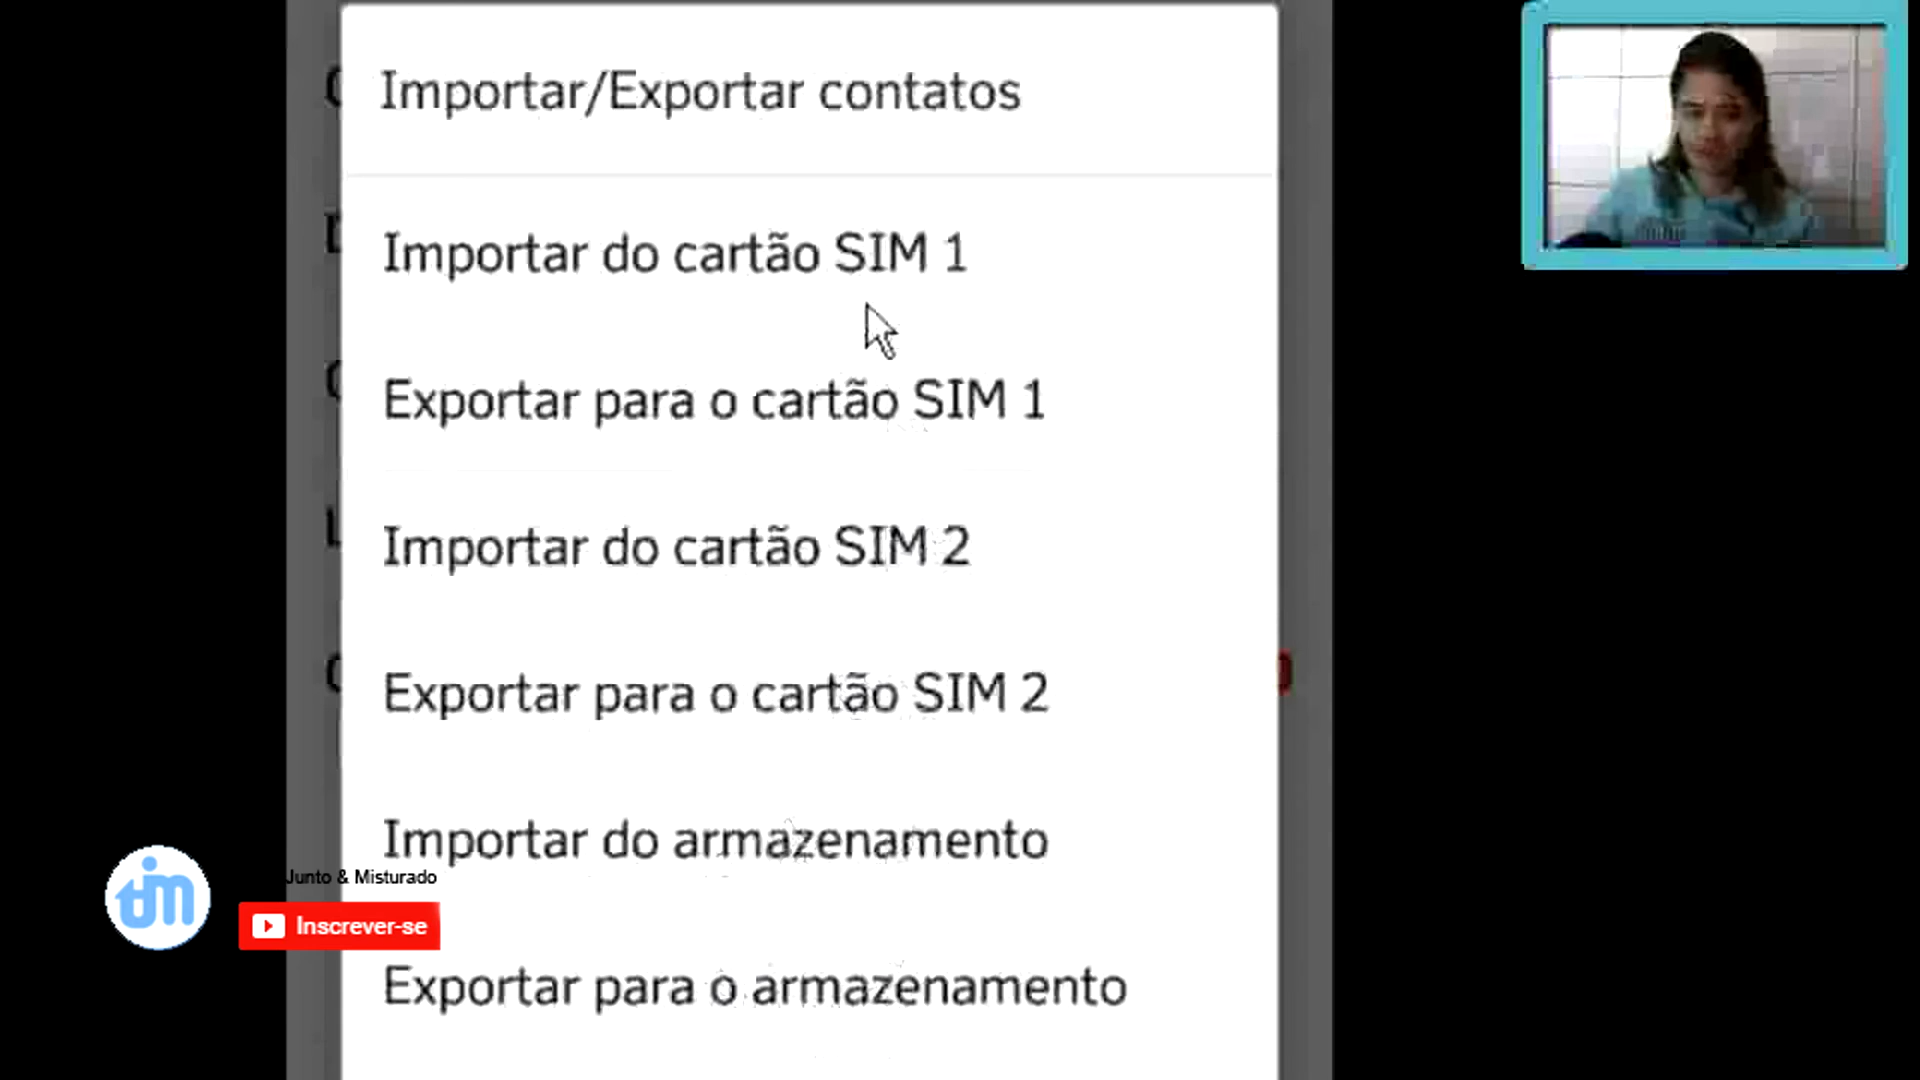 Importar/Exportar contatos
Importar do cartão SIM 1
Exportar para o cartão SIM 1
Importar do cartão SIM 2
Exportar para o cartão SIM 2
Importar do armazenamento
Junto & Misturado
Inscrever-se
Exportar para o armazenamento